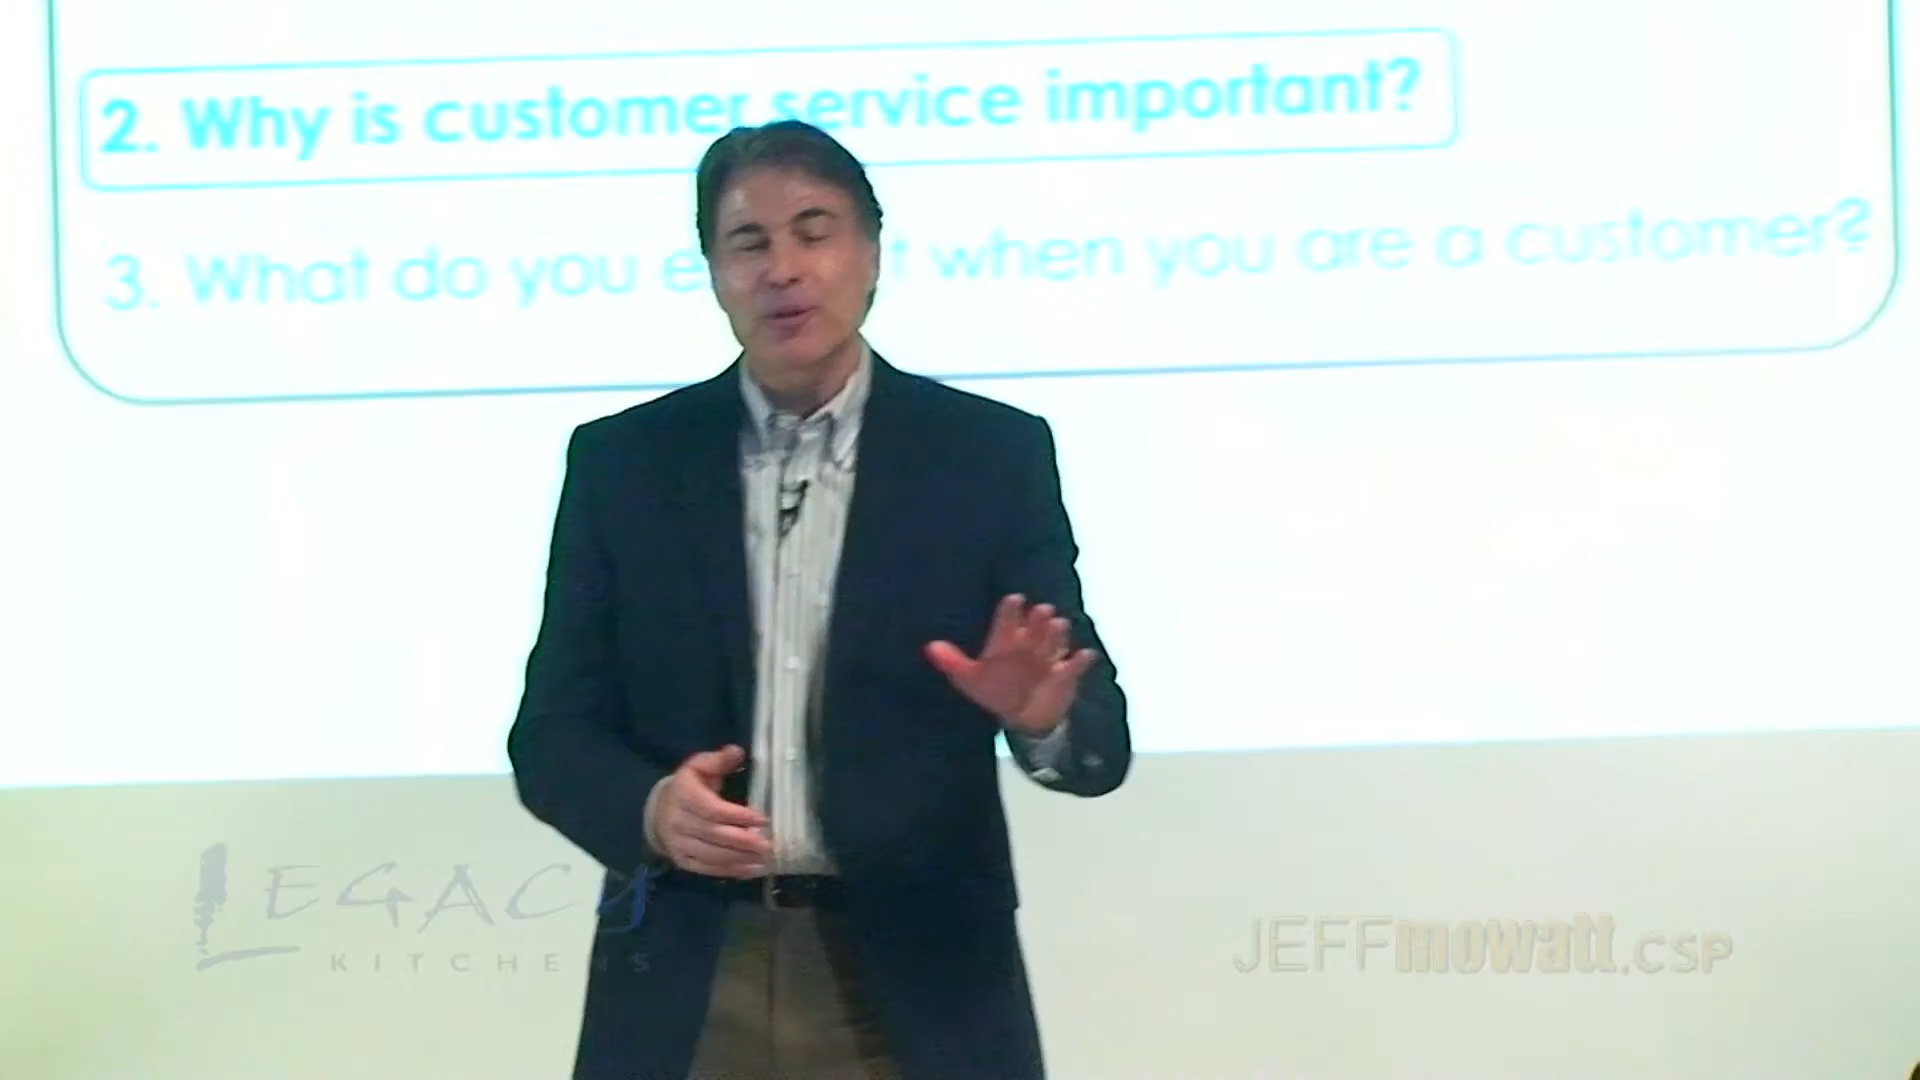 2. Why is customer service important?
3. What do you e t when you are a customer?
LEGACY
KITCHENS
JEFFmowatt.CSP